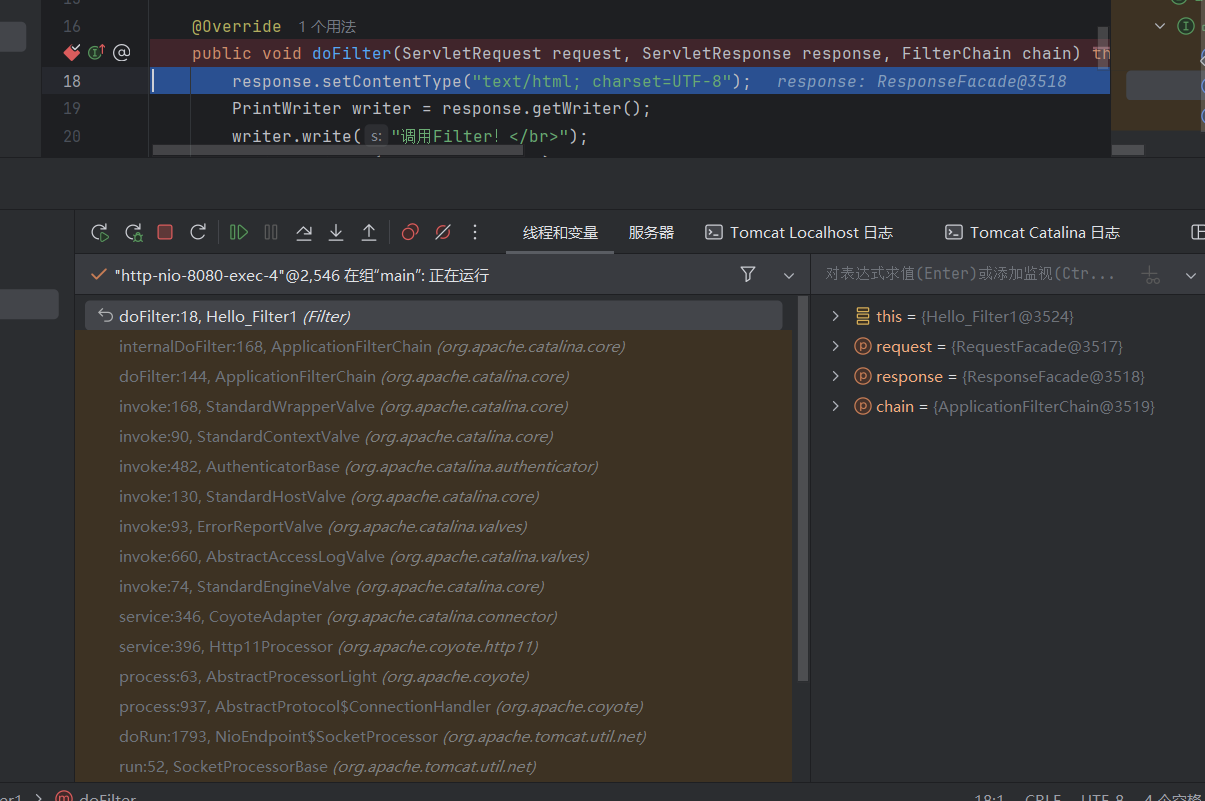 16 @Override 1 个用法
public void doFilter(ServletRequest request, ServletResponse response, FilterChain chain)
18 response.setContentType("text/html; charset=UTF-8"); response: ResponseFacade@3518
19 PrintWriter writer = response.getWriter();
20 writer.write( s: "调用Filter! </br>");
线程和变量 服务器 Tomcat Localhost 日志 Tomcat Catalina 日志
"http-nio-8080-exec-4"@2,546 在组"main": 正在运行
对表达式求值(Enter)或添加监视(Ctr...
doFilter:18, Hello_Filter1 (Filter)
internalDoFilter:168, ApplicationFilterChain (org.apache.catalina.core)
doFilter:144, ApplicationFilterChain (org.apache.catalina.core)
invoke:168, StandardWrapperValve (org.apache.catalina.core)
invoke:90, StandardContextValve (org.apache.catalina.core)
invoke:482, AuthenticatorBase (org.apache.catalina.authenticator)
invoke:130, StandardHostValve (org.apache.catalina.core)
invoke:93, ErrorReportValve (org.apache.catalina.valves)
invoke:660, AbstractAccessLogValve (org.apache.catalina.valves)
invoke:74, StandardEngineValve (org.apache.catalina.core)
service:346, CoyoteAdapter (org.apache.catalina.connector)
service:396, Http11Processor (org.apache.coyote.http11)
process:63, AbstractProcessorLight (org.apache.coyote)
process:937, AbstractProtocol$ConnectionHandler (org.apache.coyote)
doRun:1793, NioEndpoint$SocketProcessor (org.apache.tomcat.util.net)
run:52, SocketProcessorBase (org.apache.tomcat.util.net)
this = {Hello_Filter1@3524}
request = {RequestFacade@3517}
response = {ResponseFacade@3518}
chain = {ApplicationFilterChain@3519}
er1 doFilter 18:1 CRLF UTF-8 4 个空格